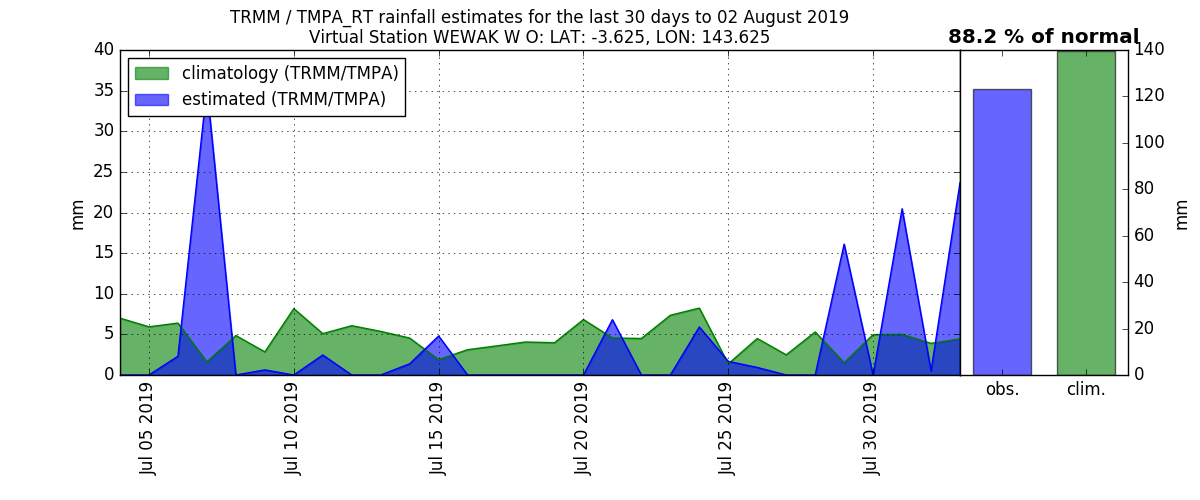 TRMM / TMPA_RT rainfall estimates for the last 30 days to 02 August 2019
Virtual Station WEWAK W O: LAT: -3.625, LON: 143.625
88.2 % of normal
climatology (TRMM/TMPA)
estimated (TRMM/TMPA)
40
35
30
25
20
15
10
5
0
mm
Jul 05 2019
Jul 10 2019
Jul 15 2019
Jul 20 2019
Jul 25 2019
Jul 30 2019
obs.
clim.
140
120
100
80
60
40
20
0
mm